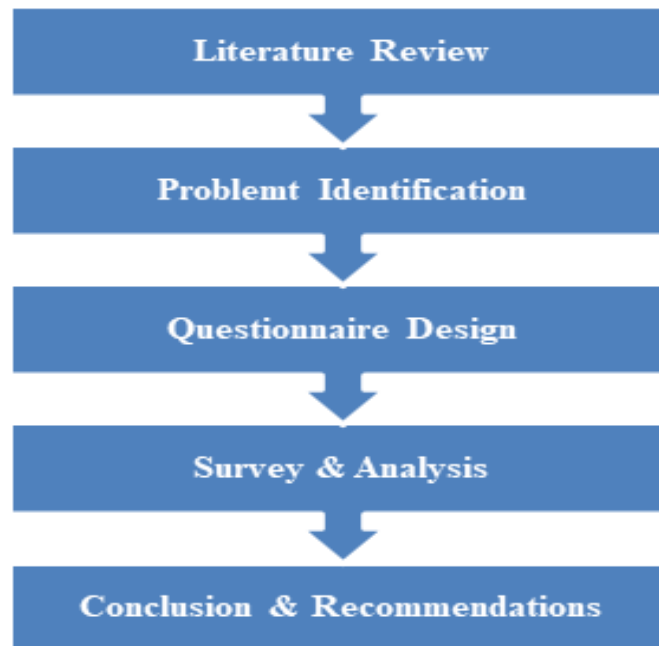 Literature Review
Problemt Identification
Questionnaire Design
Survey & Analysis
Conclusion & Recommendations